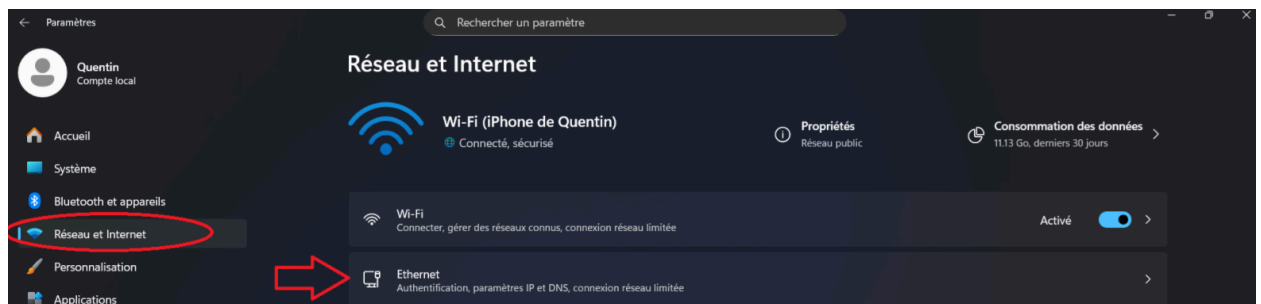 Paramètres
Rechercher un paramètre
Quentin
Compte local
Accueil
Système
Bluetooth et appareils
Réseau et Internet
Personnalisation
Applications
Réseau et Internet
Wi-Fi (iPhone de Quentin)
Connecté, sécurisé
Propriétés
Réseau public
Consommation des données
11.13 Go, derniers 30 jours
Wi-Fi
Connecter, gérer des réseaux connus, connexion réseau limitée
Activé
Ethernet
Authentification, paramètres IP et DNS, connexion réseau limitée